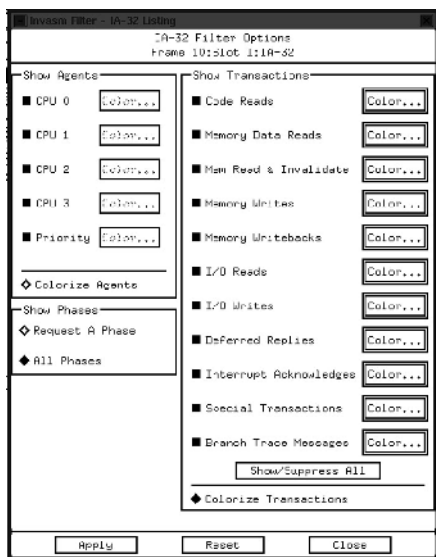 Invasm Filter - IA-32 Listing
IA-32 Filter Options
Frame 10:Slot I:IA-32
Show Agents
CPU 0 Color...
CPU 1 Color...
CPU 2 Color...
CPU 3 Color...
Priority Color...
Colorize Agents
Show Phases
Request A Phase
All Phases
Show Transactions
Code Reads Color...
Memory Data Reads Color...
Mem Read & Invalidate Color...
Memory Writes Color...
Memory Writebacks Color...
I/O Reads Color...
I/O Writes Color...
Deferred Replies Color...
Interrupt Acknowledges Color...
Special Transactions Color...
Branch Trace Messages Color...
Show/Suppress All
Colorize Transactions
Apply Reset Close